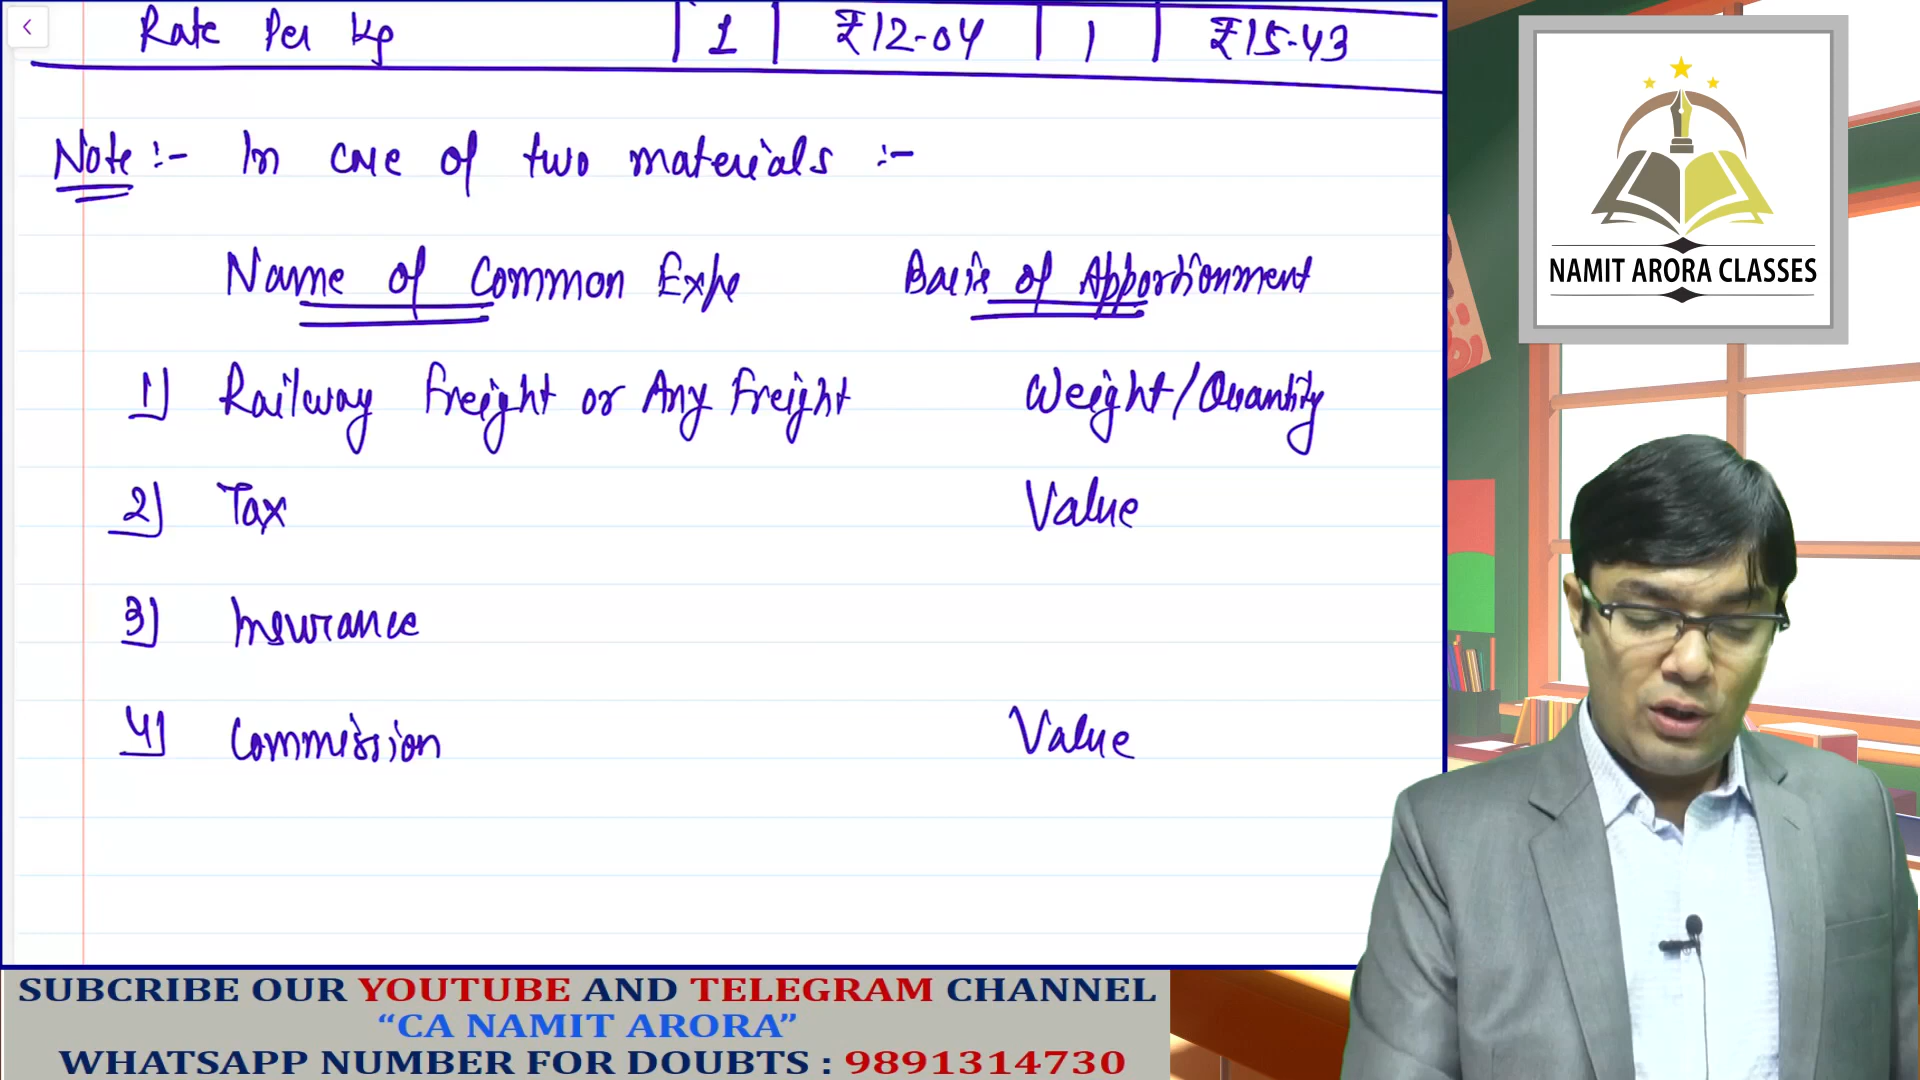 Rate Per Kg 1 ₹12-04 1 ₹15-43
Note :- In case of two materials :-
Name of Common Expe Basis of Apportionment
1) Railway Freight or Any Freight Weight/Quantity
2) Tax Value
3) Insurance
4) Commission Value
NAMIT ARORA CLASSES
SUBCRIBE OUR YOUTUBE AND TELEGRAM CHANNEL
“CA NAMIT ARORA”
WHATSAPP NUMBER FOR DOUBTS : 9891314730